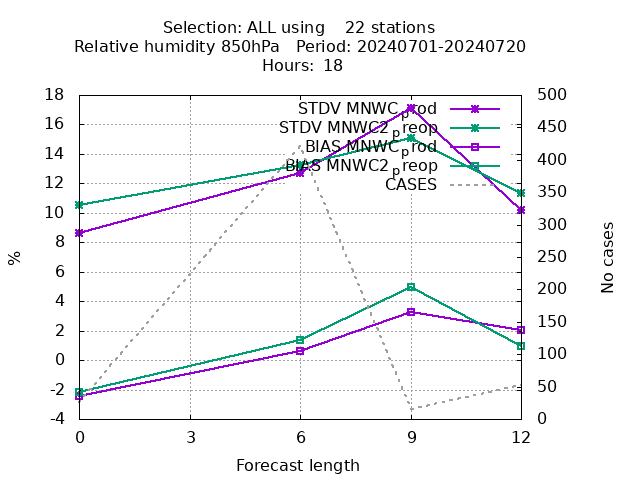 Selection: ALL using 22 stations
Relative humidity 850hPa Period: 20240701-20240720
Hours: 18
STDV MNWC_prod
STDV MNWC2_preop
BIAS MNWC_prod
BIAS MNWC2_preop
CASES
18
16
14
12
10
8
6
4
2
0
-2
-4
%
500
450
400
350
300
250
200
150
100
50
0
No cases
0 3 6 9 12
Forecast length